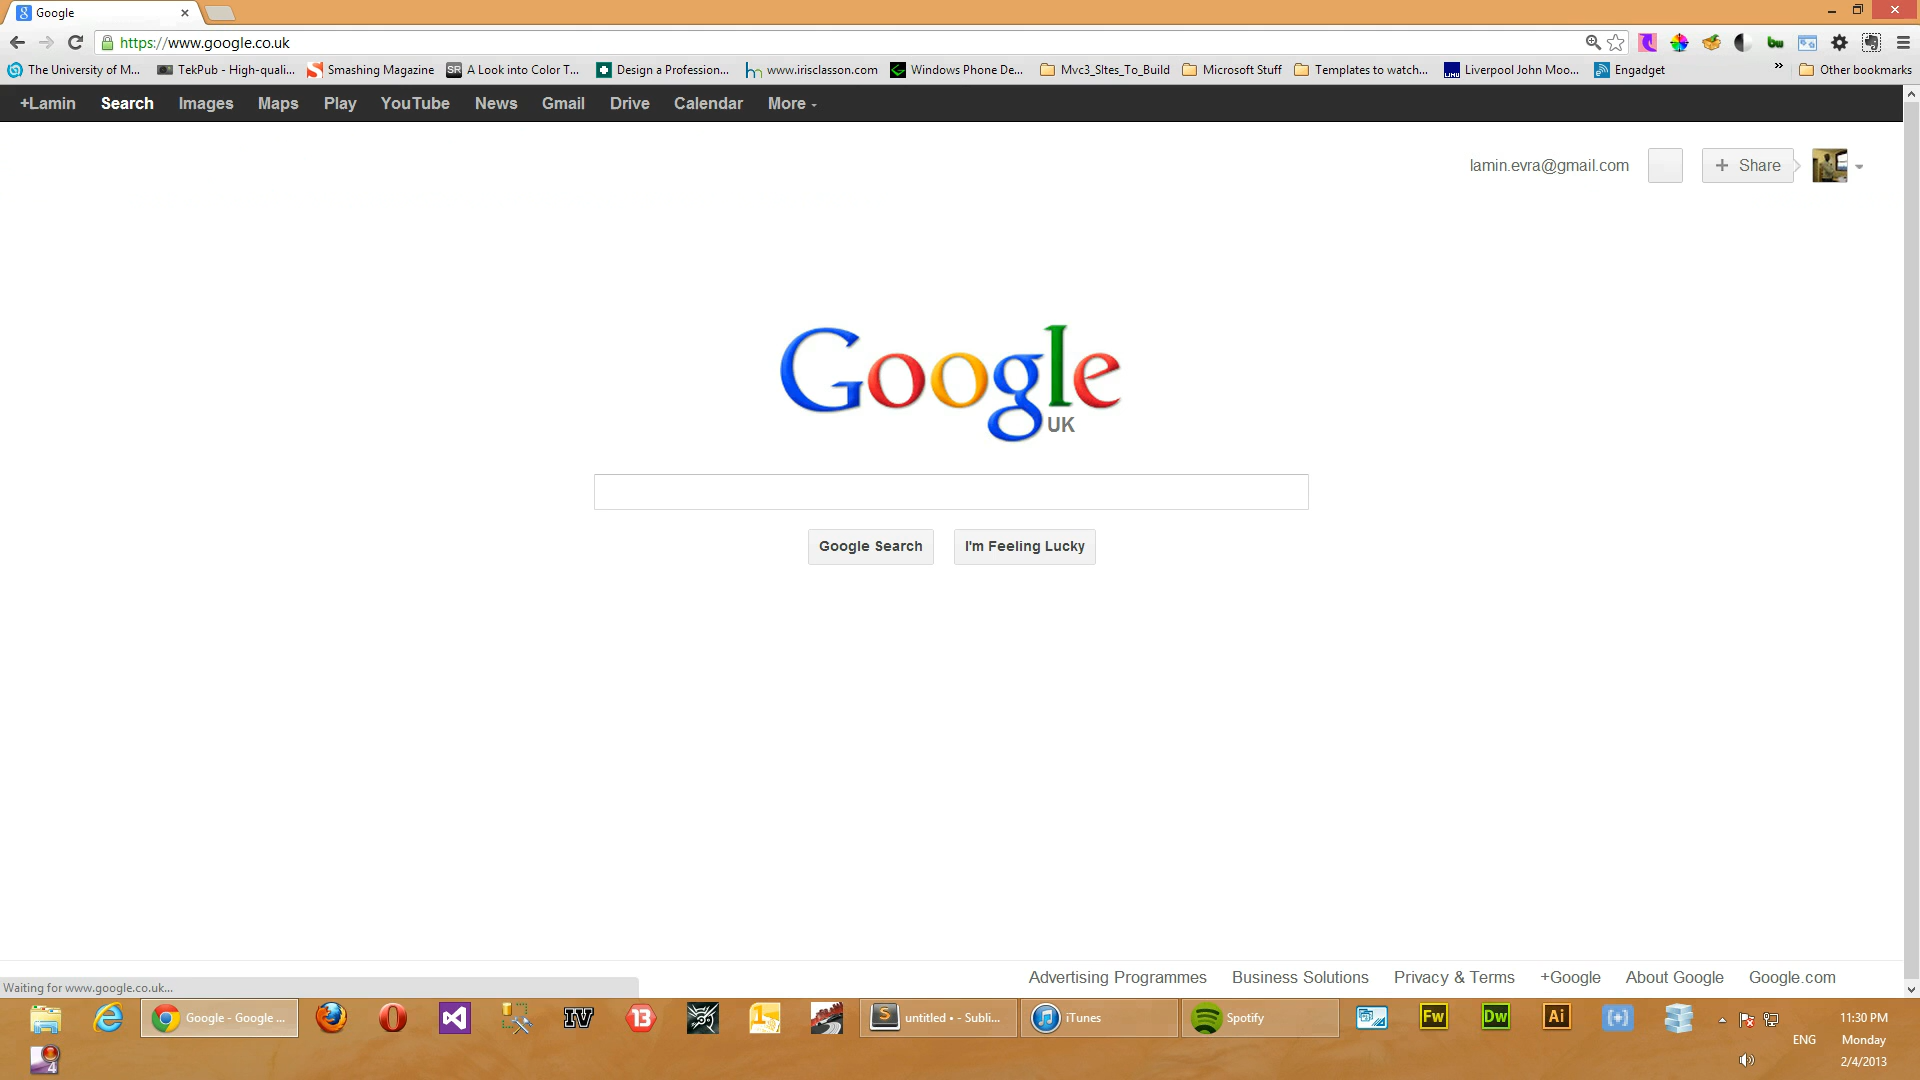 Google
https://www.google.co.uk
The University of M... TekPub - High-quali... Smashing Magazine SR A Look into Color T... Design a Profession... www.irisclasson.com Windows Phone De... Mvc3_SItes_To_Build Microsoft Stuff Templates to watch... Liverpool John Moo... Engadget » Other bookmarks
+Lamin Search Images Maps Play YouTube News Gmail Drive Calendar More
lamin.evra@gmail.com + Share
Google
UK
Google Search I'm Feeling Lucky
Advertising Programmes Business Solutions Privacy & Terms +Google About Google Google.com
Waiting for www.google.co.uk...
Google - Google ... IV 13 untitled • - Subli... iTunes Spotify Fw Dw Ai 11:30 PM
ENG Monday
4 2/4/2013